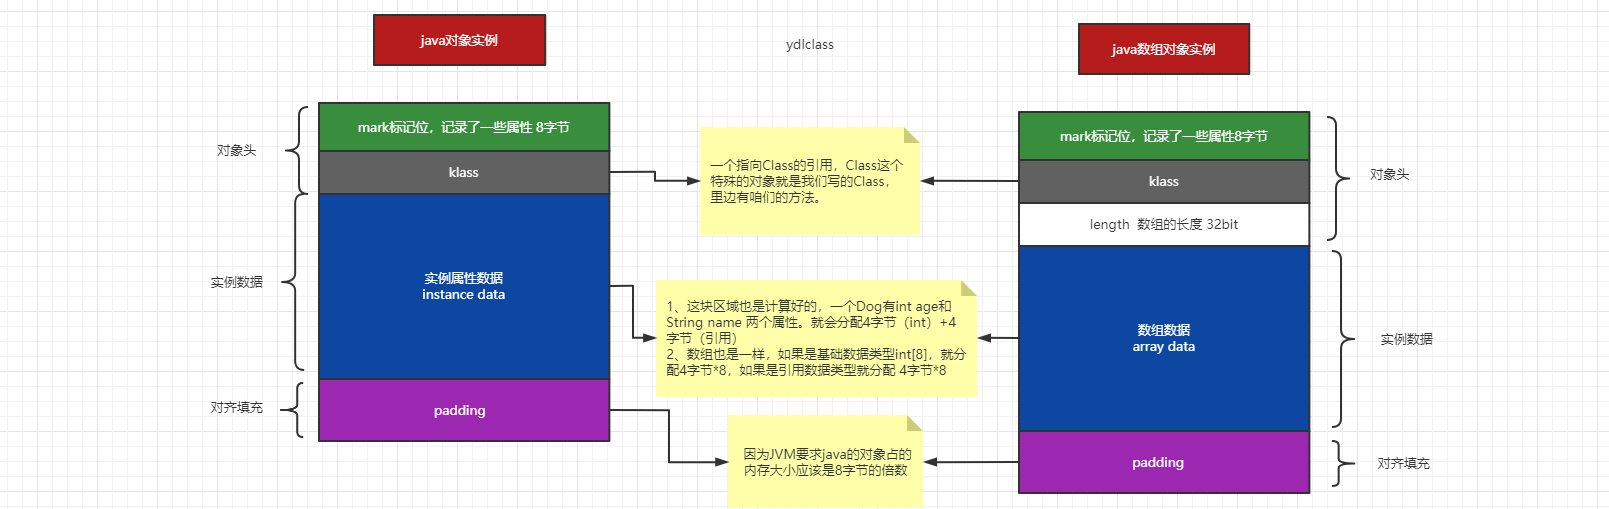 java对象实例
ydlclass
java数组对象实例
对象头
mark标记位，记录了一些属性 8字节
klass
实例数据
实例属性数据
instance data
对齐填充
padding
一个指向Class的引用，Class这个
特殊的对象就是我们写的Class，
里边有咱们的方法。
1、这块区域也是计算好的，一个Dog有int age和
String name 两个属性。就会分配4字节（int）+4
字节（引用）
2、数组也是一样，如果是基础数据类型int[8]，就分
配4字节*8，如果是引用数据类型就分配 4字节*8
因为JVM要求java的对象占的
内存大小应该是8字节的倍数
mark标记位，记录了一些属性8字节
klass
length  数组的长度 32bit
对象头
数组数据
array data
实例数据
padding
对齐填充